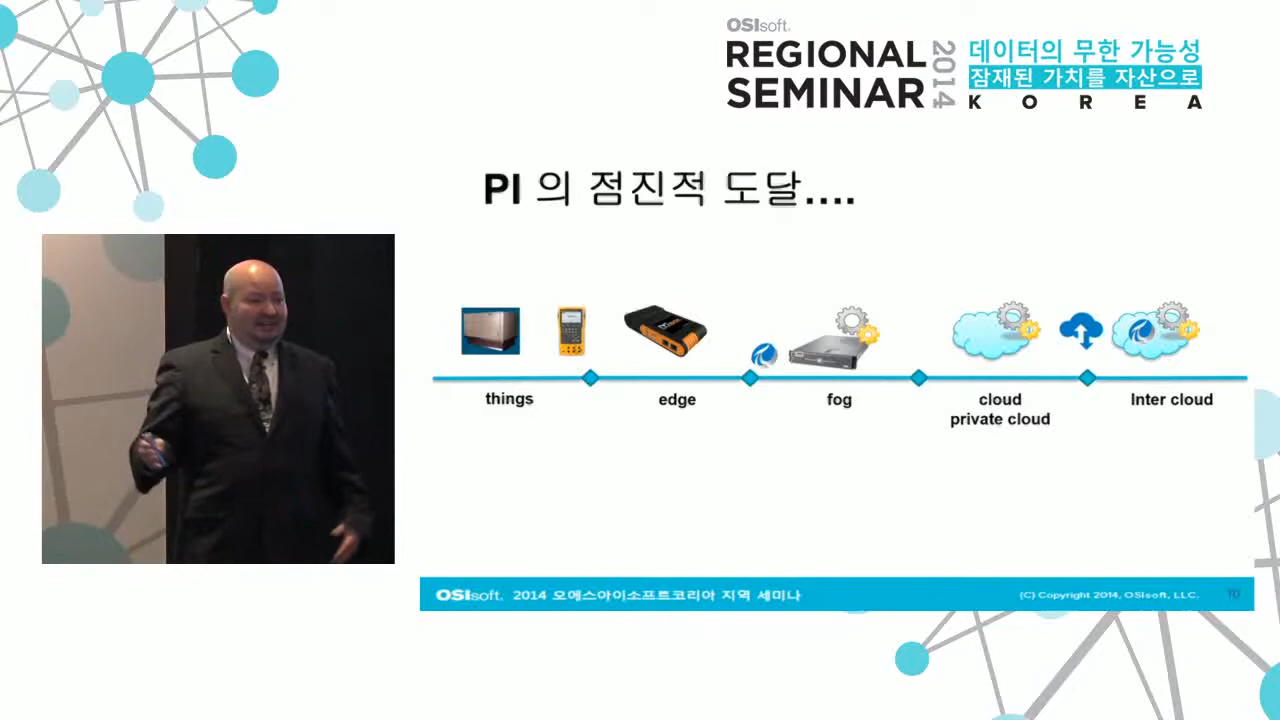 OSIsoft.
REGIONAL
SEMINAR
2014
데이터의 무한 가능성
잠재된 가치를 자산으로
KOREA
PI 의 점진적 도달....
things
edge
fog
cloud
private cloud
Inter cloud
OSIsoft. 2014 오에스아이소프트코리아 지역 세미나
(C) Copyright 2014, OSIsoft, LLC.
10